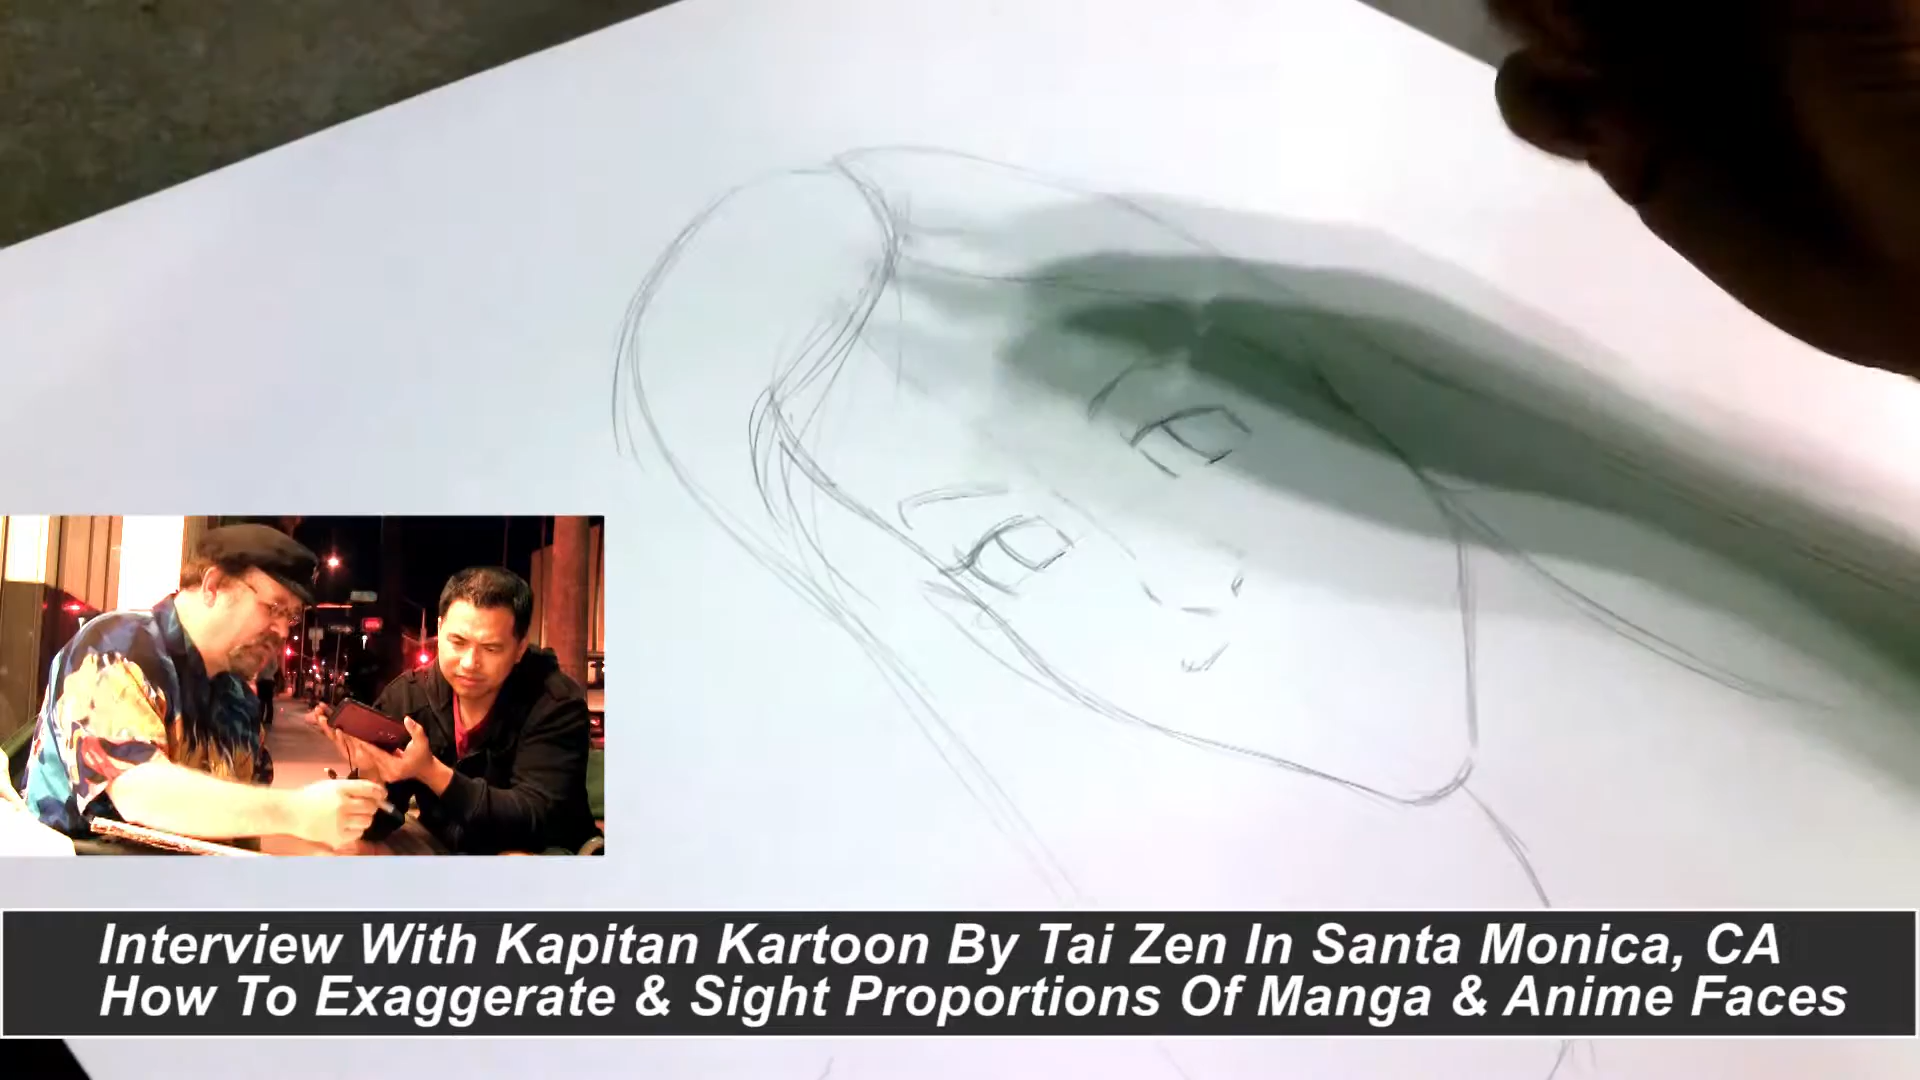 Interview With Kapitan Kartoon By Tai Zen In Santa Monica, CA
How To Exaggerate & Sight Proportions Of Manga & Anime Faces